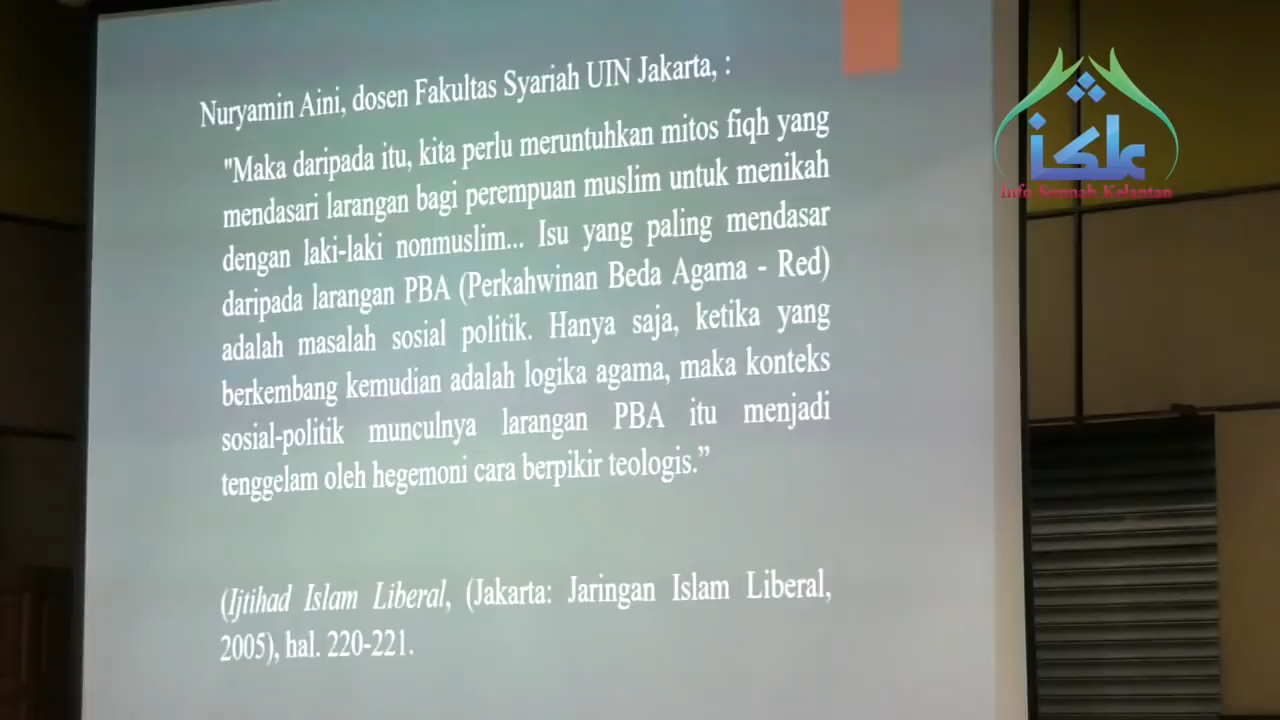 Nuryamin Aini, dosen Fakultas Syariah UIN Jakarta, :
"Maka daripada itu, kita perlu meruntuhkan mitos fiqh yang
mendasari larangan bagi perempuan muslim untuk menikah
dengan laki-laki nonmuslim... Isu yang paling mendasar
daripada larangan PBA (Perkahwinan Beda Agama - Red)
adalah masalah sosial politik. Hanya saja, ketika yang
berkembang kemudian adalah logika agama, maka konteks
sosial-politik munculnya larangan PBA itu menjadi
tenggelam oleh hegemoni cara berpikir teologis.”
(Ijtihad Islam Liberal, (Jakarta: Jaringan Islam Liberal,
2005), hal. 220-221.
Info Sunnah Kelantan